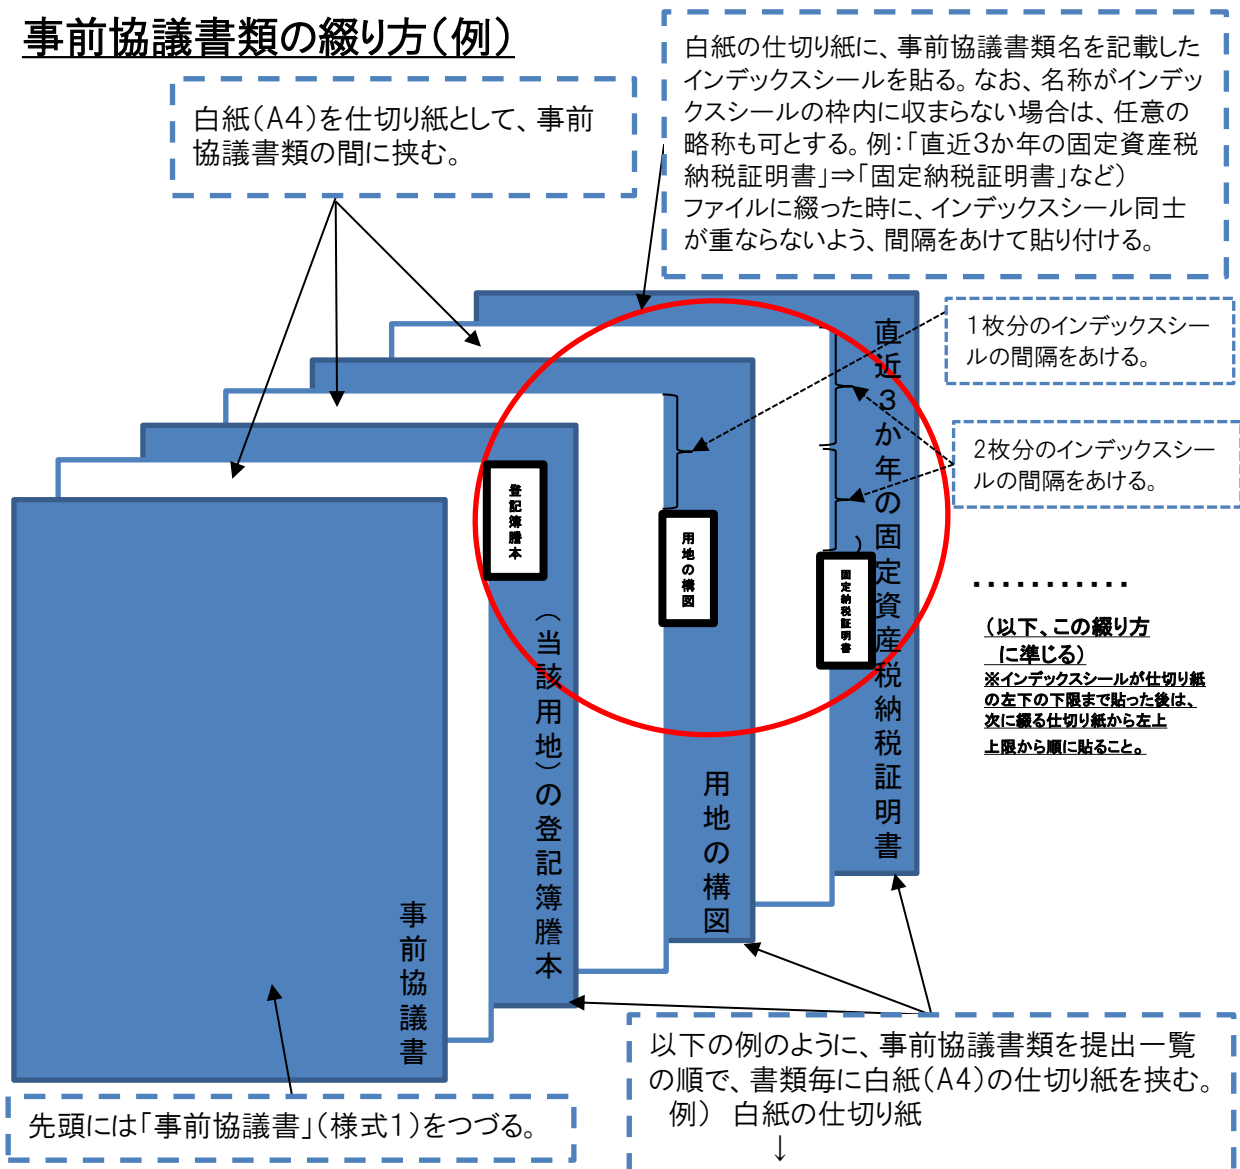 事前協議書類の綴り方(例)
白紙の仕切り紙に、事前協議書類名を記載した
インデックスシールを貼る。なお、名称がインデッ
クスシールの枠内に収まらない場合は、任意の
略称も可とする。例:「直近3か年の固定資産税
納税証明書」⇒「固定納税証明書」など)
ファイルに綴った時に、インデックスシール同士
が重ならないよう、間隔をあけて貼り付ける。
白紙(A4)を仕切り紙として、事前
協議書類の間に挟む。
1枚分のインデックスシー
ルの間隔をあける。
2枚分のインデックスシー
ルの間隔をあける。
直近3か年の固定資産税納税証明書
固定納税証明書
用地の構図
用地の構図
登記簿謄本
(当該用地)の登記簿謄本
事前協議書
・・・・・・・・・・・
(以下、この綴り方
に準じる)
※インデックスシールが仕切り紙
の左下の下限まで貼った後は、
次に綴る仕切り紙から左上
上限から順に貼ること。
先頭には「事前協議書」(様式1)をつづる。
以下の例のように、事前協議書類を提出一覧
の順で、書類毎に白紙(A4)の仕切り紙を挟む。
例) 白紙の仕切り紙
↓